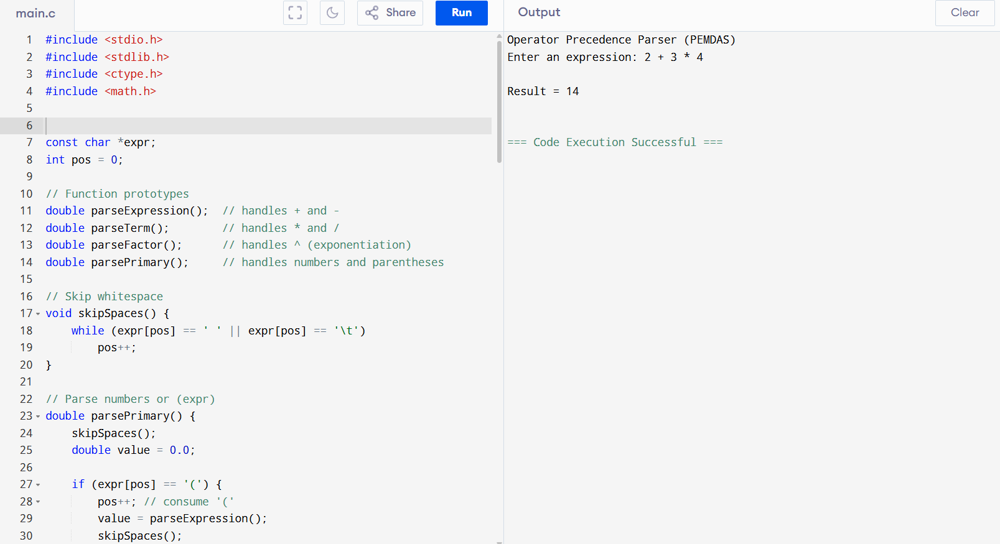 main.c
Share
Run
Output
Clear
1 #include <stdio.h>
2 #include <stdlib.h>
3 #include <ctype.h>
4 #include <math.h>
5
6
7 const char *expr;
8 int pos = 0;
9
10 // Function prototypes
11 double parseExpression();  // handles + and -
12 double parseTerm();        // handles * and /
13 double parseFactor();      // handles ^ (exponentiation)
14 double parsePrimary();     // handles numbers and parentheses
15
16 // Skip whitespace
17 void skipSpaces() {
18     while (expr[pos] == ' ' || expr[pos] == '\t')
19         pos++;
20 }
21
22 // Parse numbers or (expr)
23 double parsePrimary() {
24     skipSpaces();
25     double value = 0.0;
26
27     if (expr[pos] == '(') {
28         pos++; // consume '('
29         value = parseExpression();
30         skipSpaces();
Operator Precedence Parser (PEMDAS)
Enter an expression: 2 + 3 * 4
Result = 14
=== Code Execution Successful ===